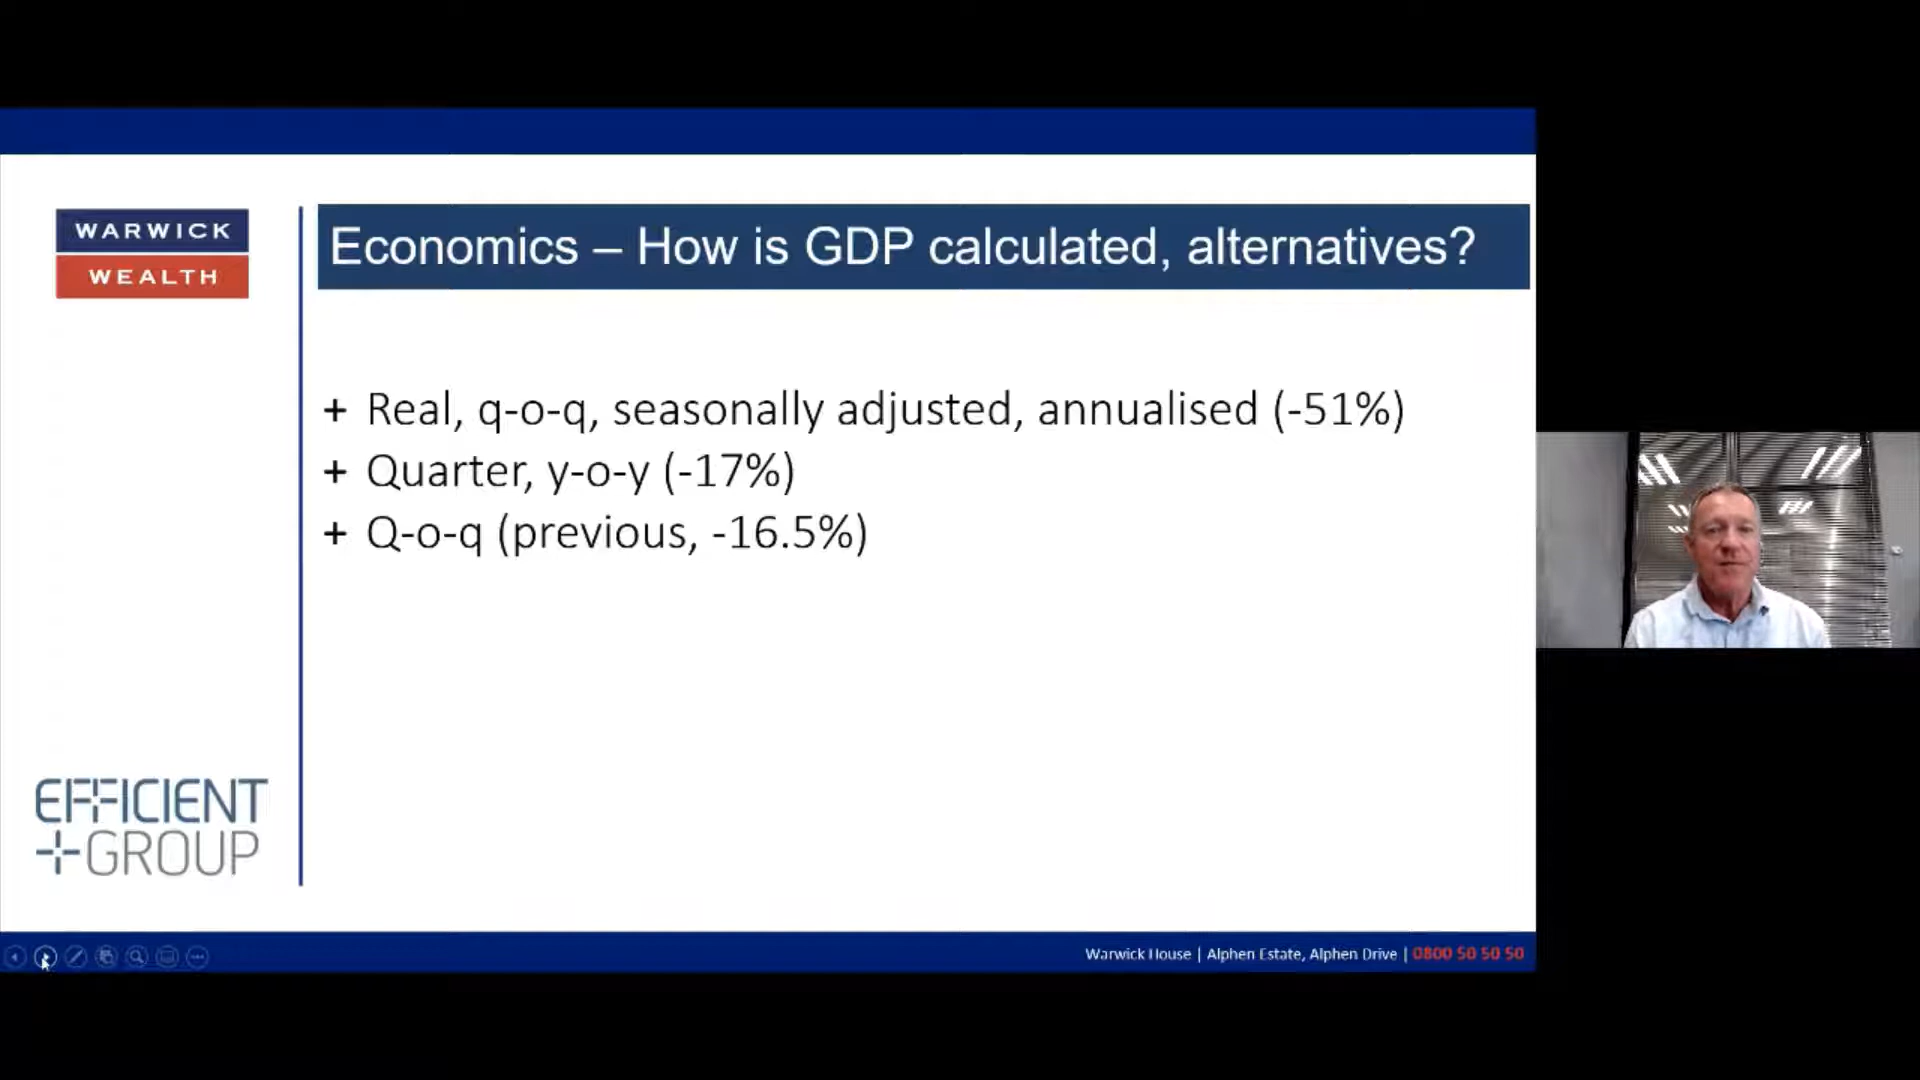 WARWICK
WEALTH
Economics – How is GDP calculated, alternatives?
+ Real, q-o-q, seasonally adjusted, annualised (-51%)
+ Quarter, y-o-y (-17%)
+ Q-o-q (previous, -16.5%)
EFFICIENT
GROUP
Warwick House | Alphen Estate, Alphen Drive | 0800 50 50 50